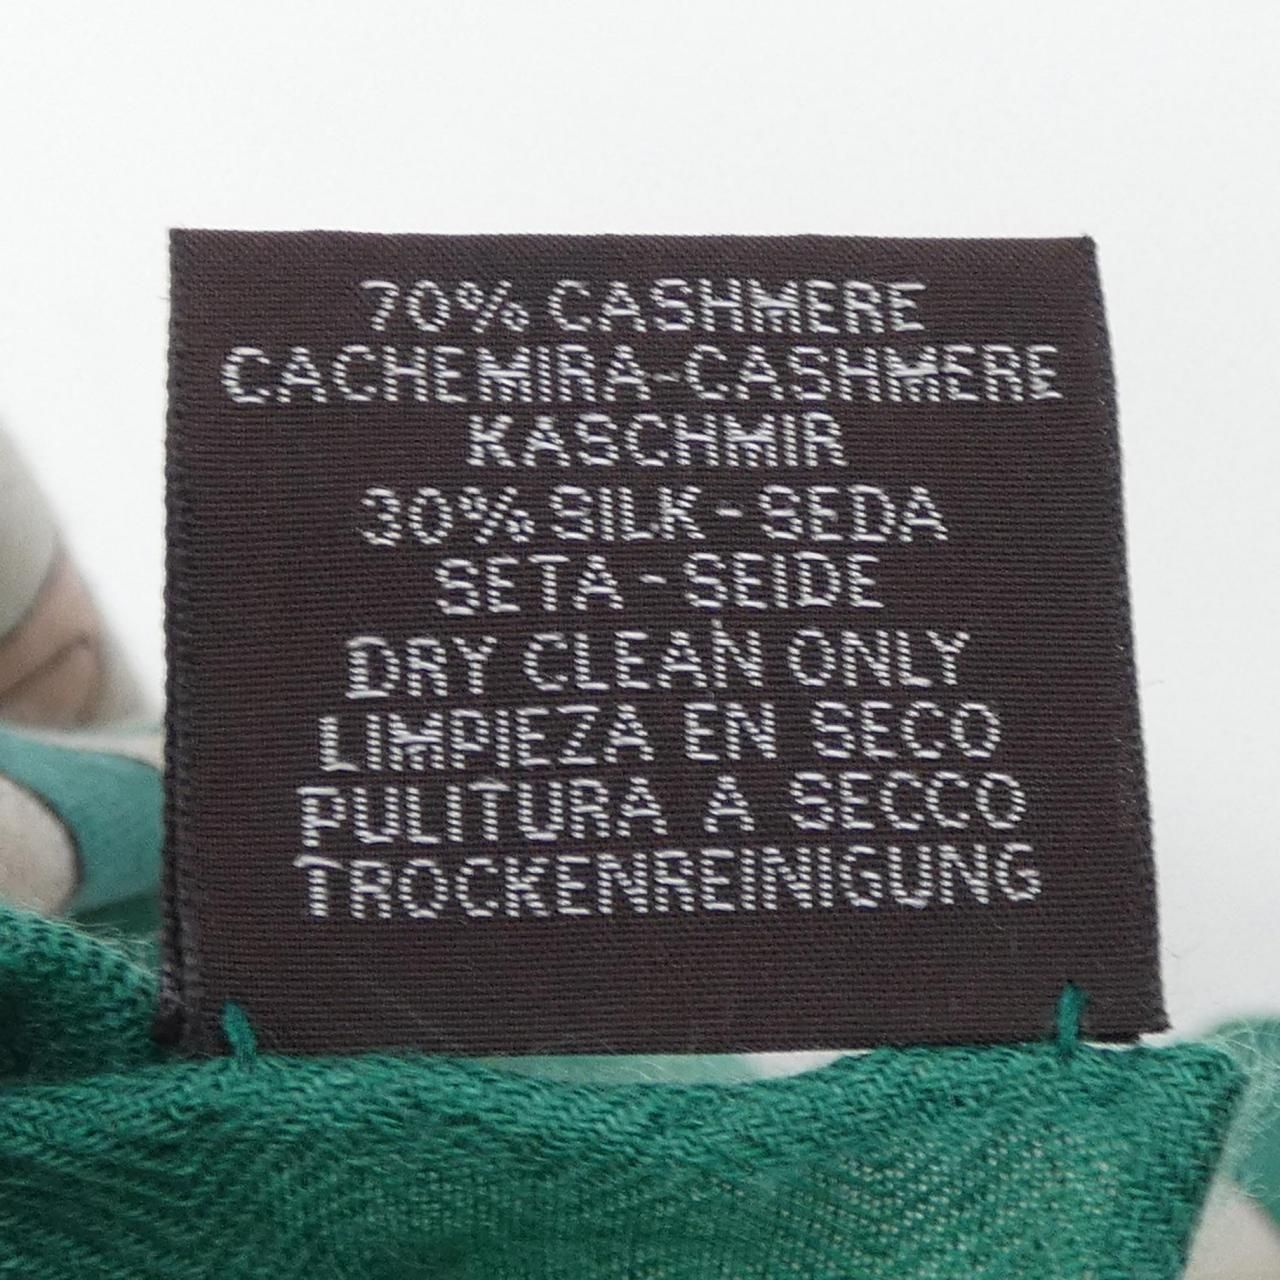 70% CASHMERE
CACHEMIRA-CASHMERE
KASCHMIR
30% SILK-SEDA
SETA-SEIDE
DRY CLEAN ONLY
LIMPIEZA EN SECO
PULITURA A SECCO
TROCKENREINIGUNG